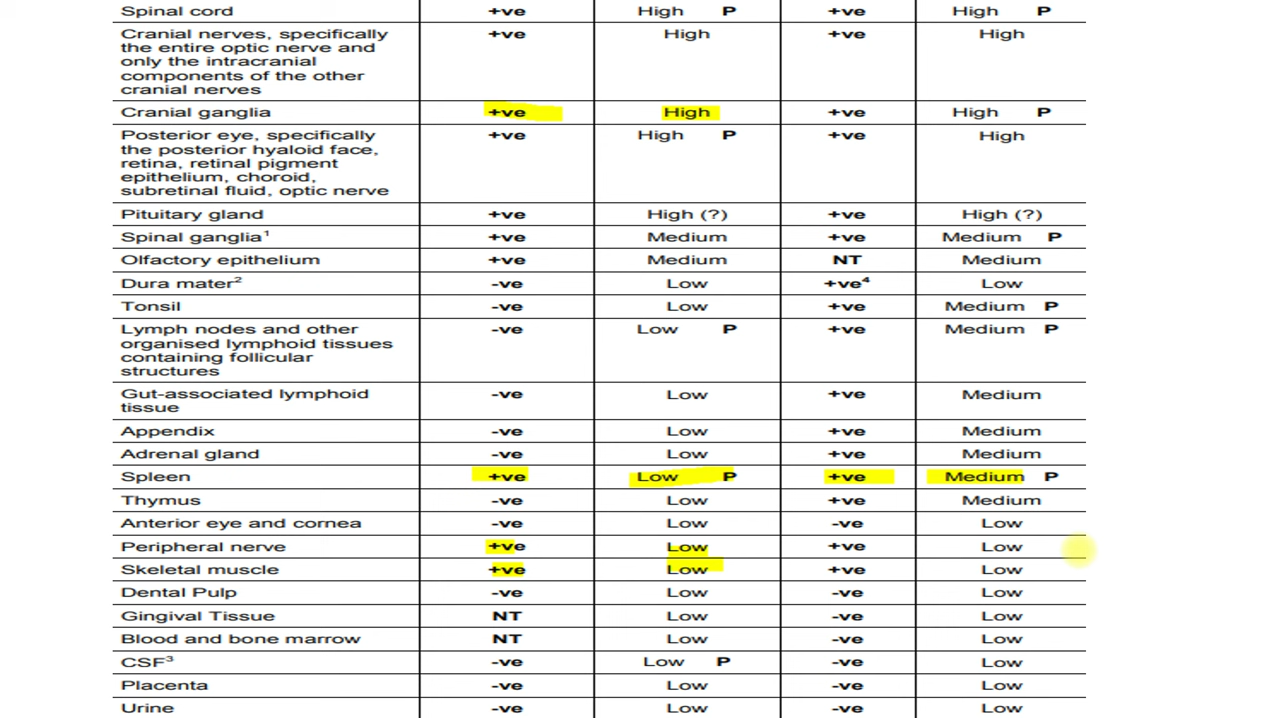 Spinal cord +ve High P +ve High P
Cranial nerves, specifically +ve High +ve High
the entire optic nerve and
only the intracranial
components of the other
cranial nerves
Cranial ganglia +ve High +ve High P
Posterior eye, specifically +ve High P +ve High
the posterior hyaloid face,
retina, retinal pigment
epithelium, choroid,
subretinal fluid, optic nerve
Pituitary gland +ve High (?) +ve High (?)
Spinal ganglia¹ +ve Medium +ve Medium P
Olfactory epithelium +ve Medium NT Medium
Dura mater² -ve Low +ve⁴ Low
Tonsil -ve Low +ve Medium P
Lymph nodes and other -ve Low P +ve Medium P
organised lymphoid tissues
containing follicular
structures
Gut-associated lymphoid -ve Low +ve Medium
tissue
Appendix -ve Low +ve Medium
Adrenal gland -ve Low +ve Medium
Spleen +ve Low P +ve Medium P
Thymus -ve Low +ve Medium
Anterior eye and cornea -ve Low -ve Low
Peripheral nerve +ve Low +ve Low
Skeletal muscle +ve Low +ve Low
Dental Pulp -ve Low -ve Low
Gingival Tissue NT Low -ve Low
Blood and bone marrow NT Low -ve Low
CSF³ -ve Low P -ve Low
Placenta -ve Low -ve Low
Urine -ve Low -ve Low